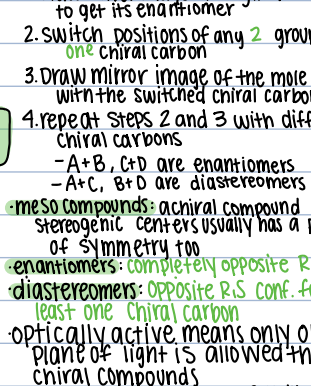 to get its enantiomer
2. switch positions of any 2
one chiral carbon
3. Draw mirror image of the mole
with the switched chiral carbo
4. repeat steps 2 and 3 with diff
chiral carbons
- A+B, C+D are enantiomers
- A+C, B+D are diastereomers
• meso compounds: achiral compound
stereogenic centers usually has a
of symmetry too
• enantiomers: completely opposite R
• diastereomers: opposite R,S conf. f
least one chiral carbon
• optically active means only o
plane of light is allowed th
chiral compounds